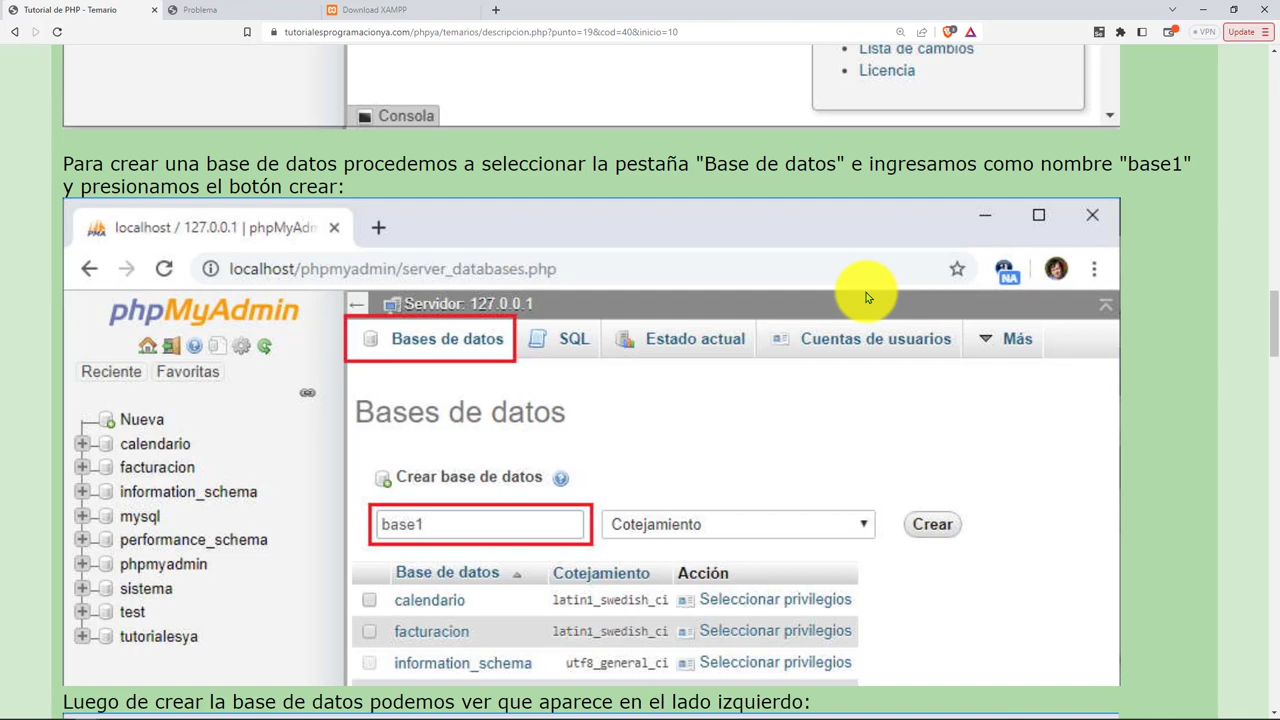 Tutorial de PHP - Temario
Problema
Download XAMPP
tutorialesprogramacionya.com/phpya/temarios/descripcion.php?punto=19&cod=40&inicio=10
VPN
Update
Lista de cambios
Licencia
Consola
Para crear una base de datos procedemos a seleccionar la pestaña "Base de datos" e ingresamos como nombre "base1"
y presionamos el botón crear:
localhost / 127.0.0.1 | phpMyAdn
localhost/phpmyadmin/server_databases.php
NA
phpMyAdmin
Servidor: 127.0.0.1
Bases de datos
SQL
Estado actual
Cuentas de usuarios
Más
Reciente
Favoritas
Nueva
calendario
facturacion
information_schema
mysql
performance_schema
phpmyadmin
sistema
test
tutorialesya
Bases de datos
Crear base de datos
base1
Cotejamiento
Crear
Base de datos Cotejamiento Acción
calendario latin1_swedish_ci Seleccionar privilegios
facturacion latin1_swedish_ci Seleccionar privilegios
information_schema utf8_general_ci Seleccionar privilegios
Luego de crear la base de datos podemos ver que aparece en el lado izquierdo: